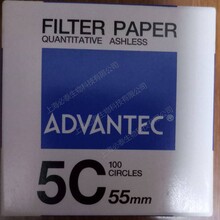 FILTER PAPER
QUANTITATIVE ASHLESS
ADVANTEC®
5C 100 CIRCLES
55mm